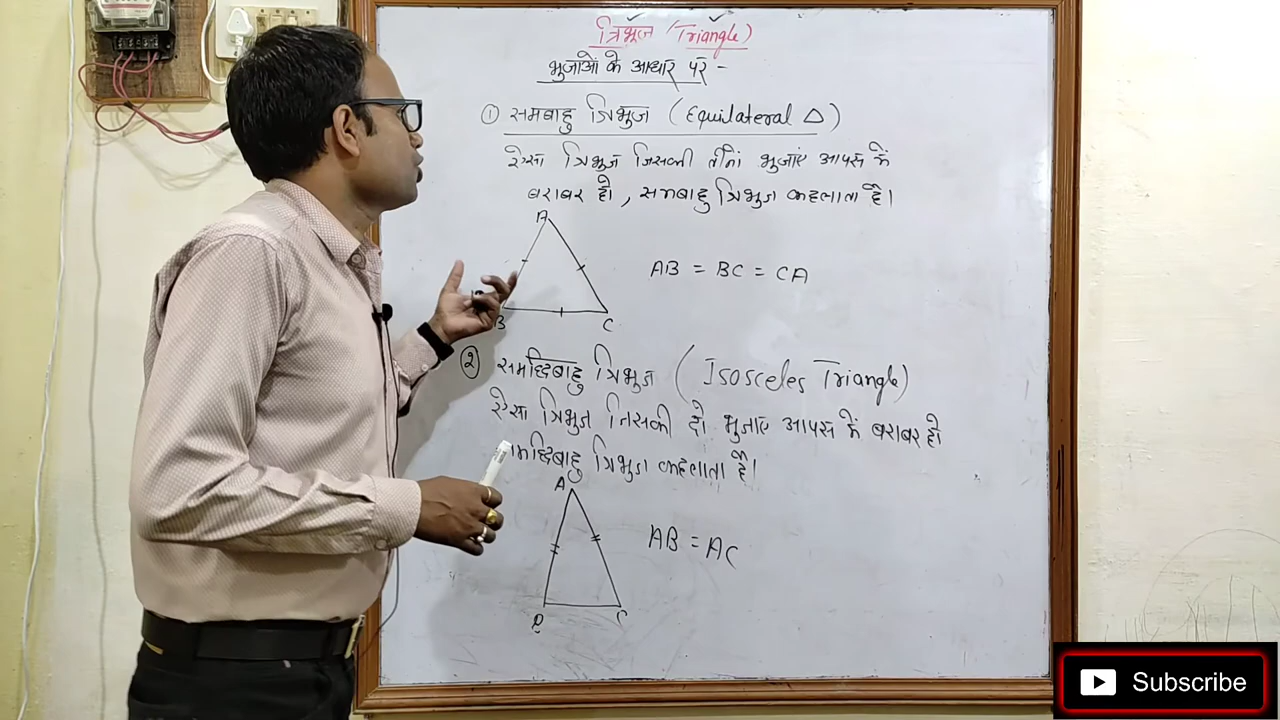 त्रिभुज (Triangle)
भुजाओं के आधार पर -
① समबाहु त्रिभुज (Equilateral △)
ऐसा त्रिभुज जिसकी तीनों भुजाएं आपस में
बराबर हो, समबाहु त्रिभुज कहलाता है।
A
AB = BC = CA
B C
② समद्विबाहु त्रिभुज (Isosceles Triangle)
ऐसा त्रिभुज जिसकी दो भुजाएं आपस में बराबर हो
समद्विबाहु त्रिभुज कहलाता है।
A
AB = AC
B C
Subscribe